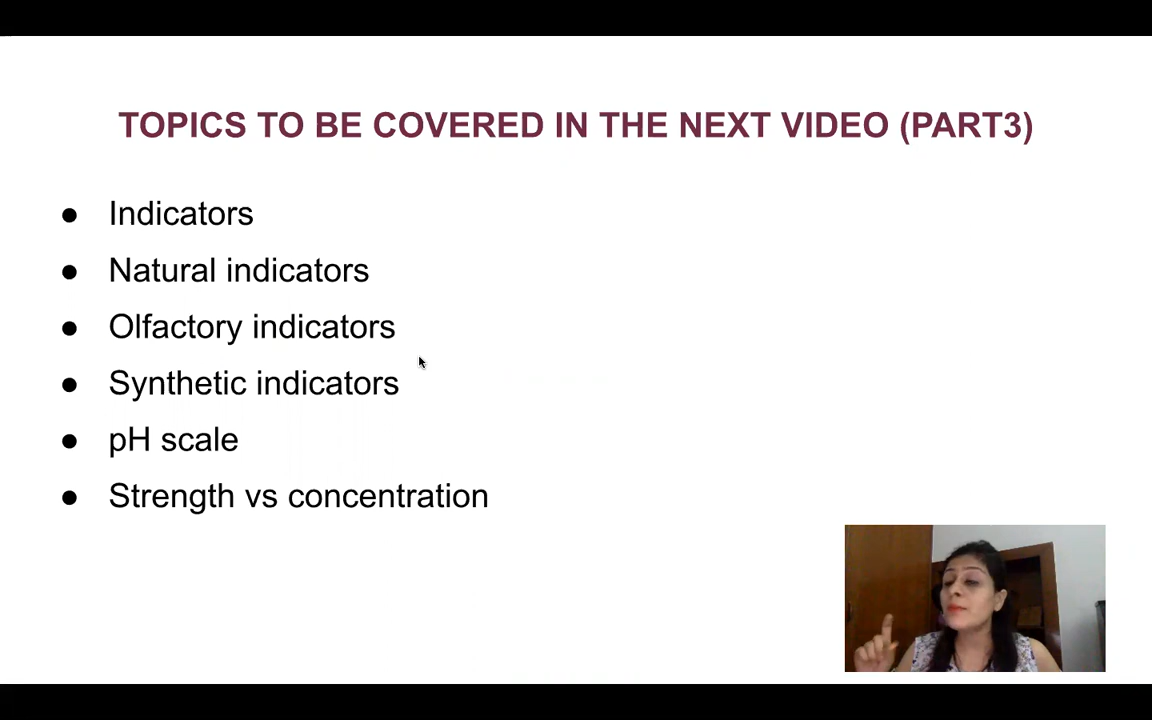 TOPICS TO BE COVERED IN THE NEXT VIDEO (PART3)
● Indicators
● Natural indicators
● Olfactory indicators
● Synthetic indicators
● pH scale
● Strength vs concentration